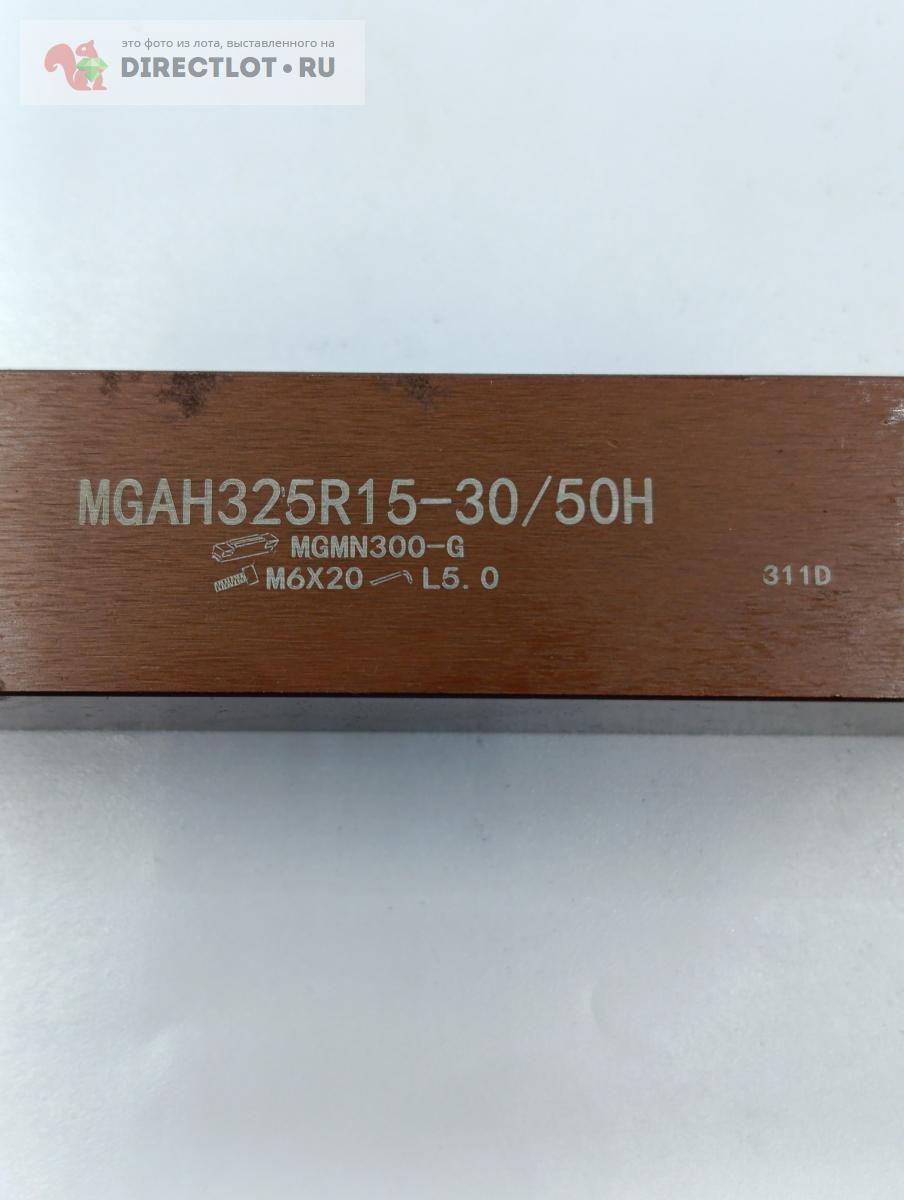 это фото из лота, выставленного на
DIRECTLOT•RU
MGAH325R15-30/50H
MGMN300-G
M6X20 L5.0
311D